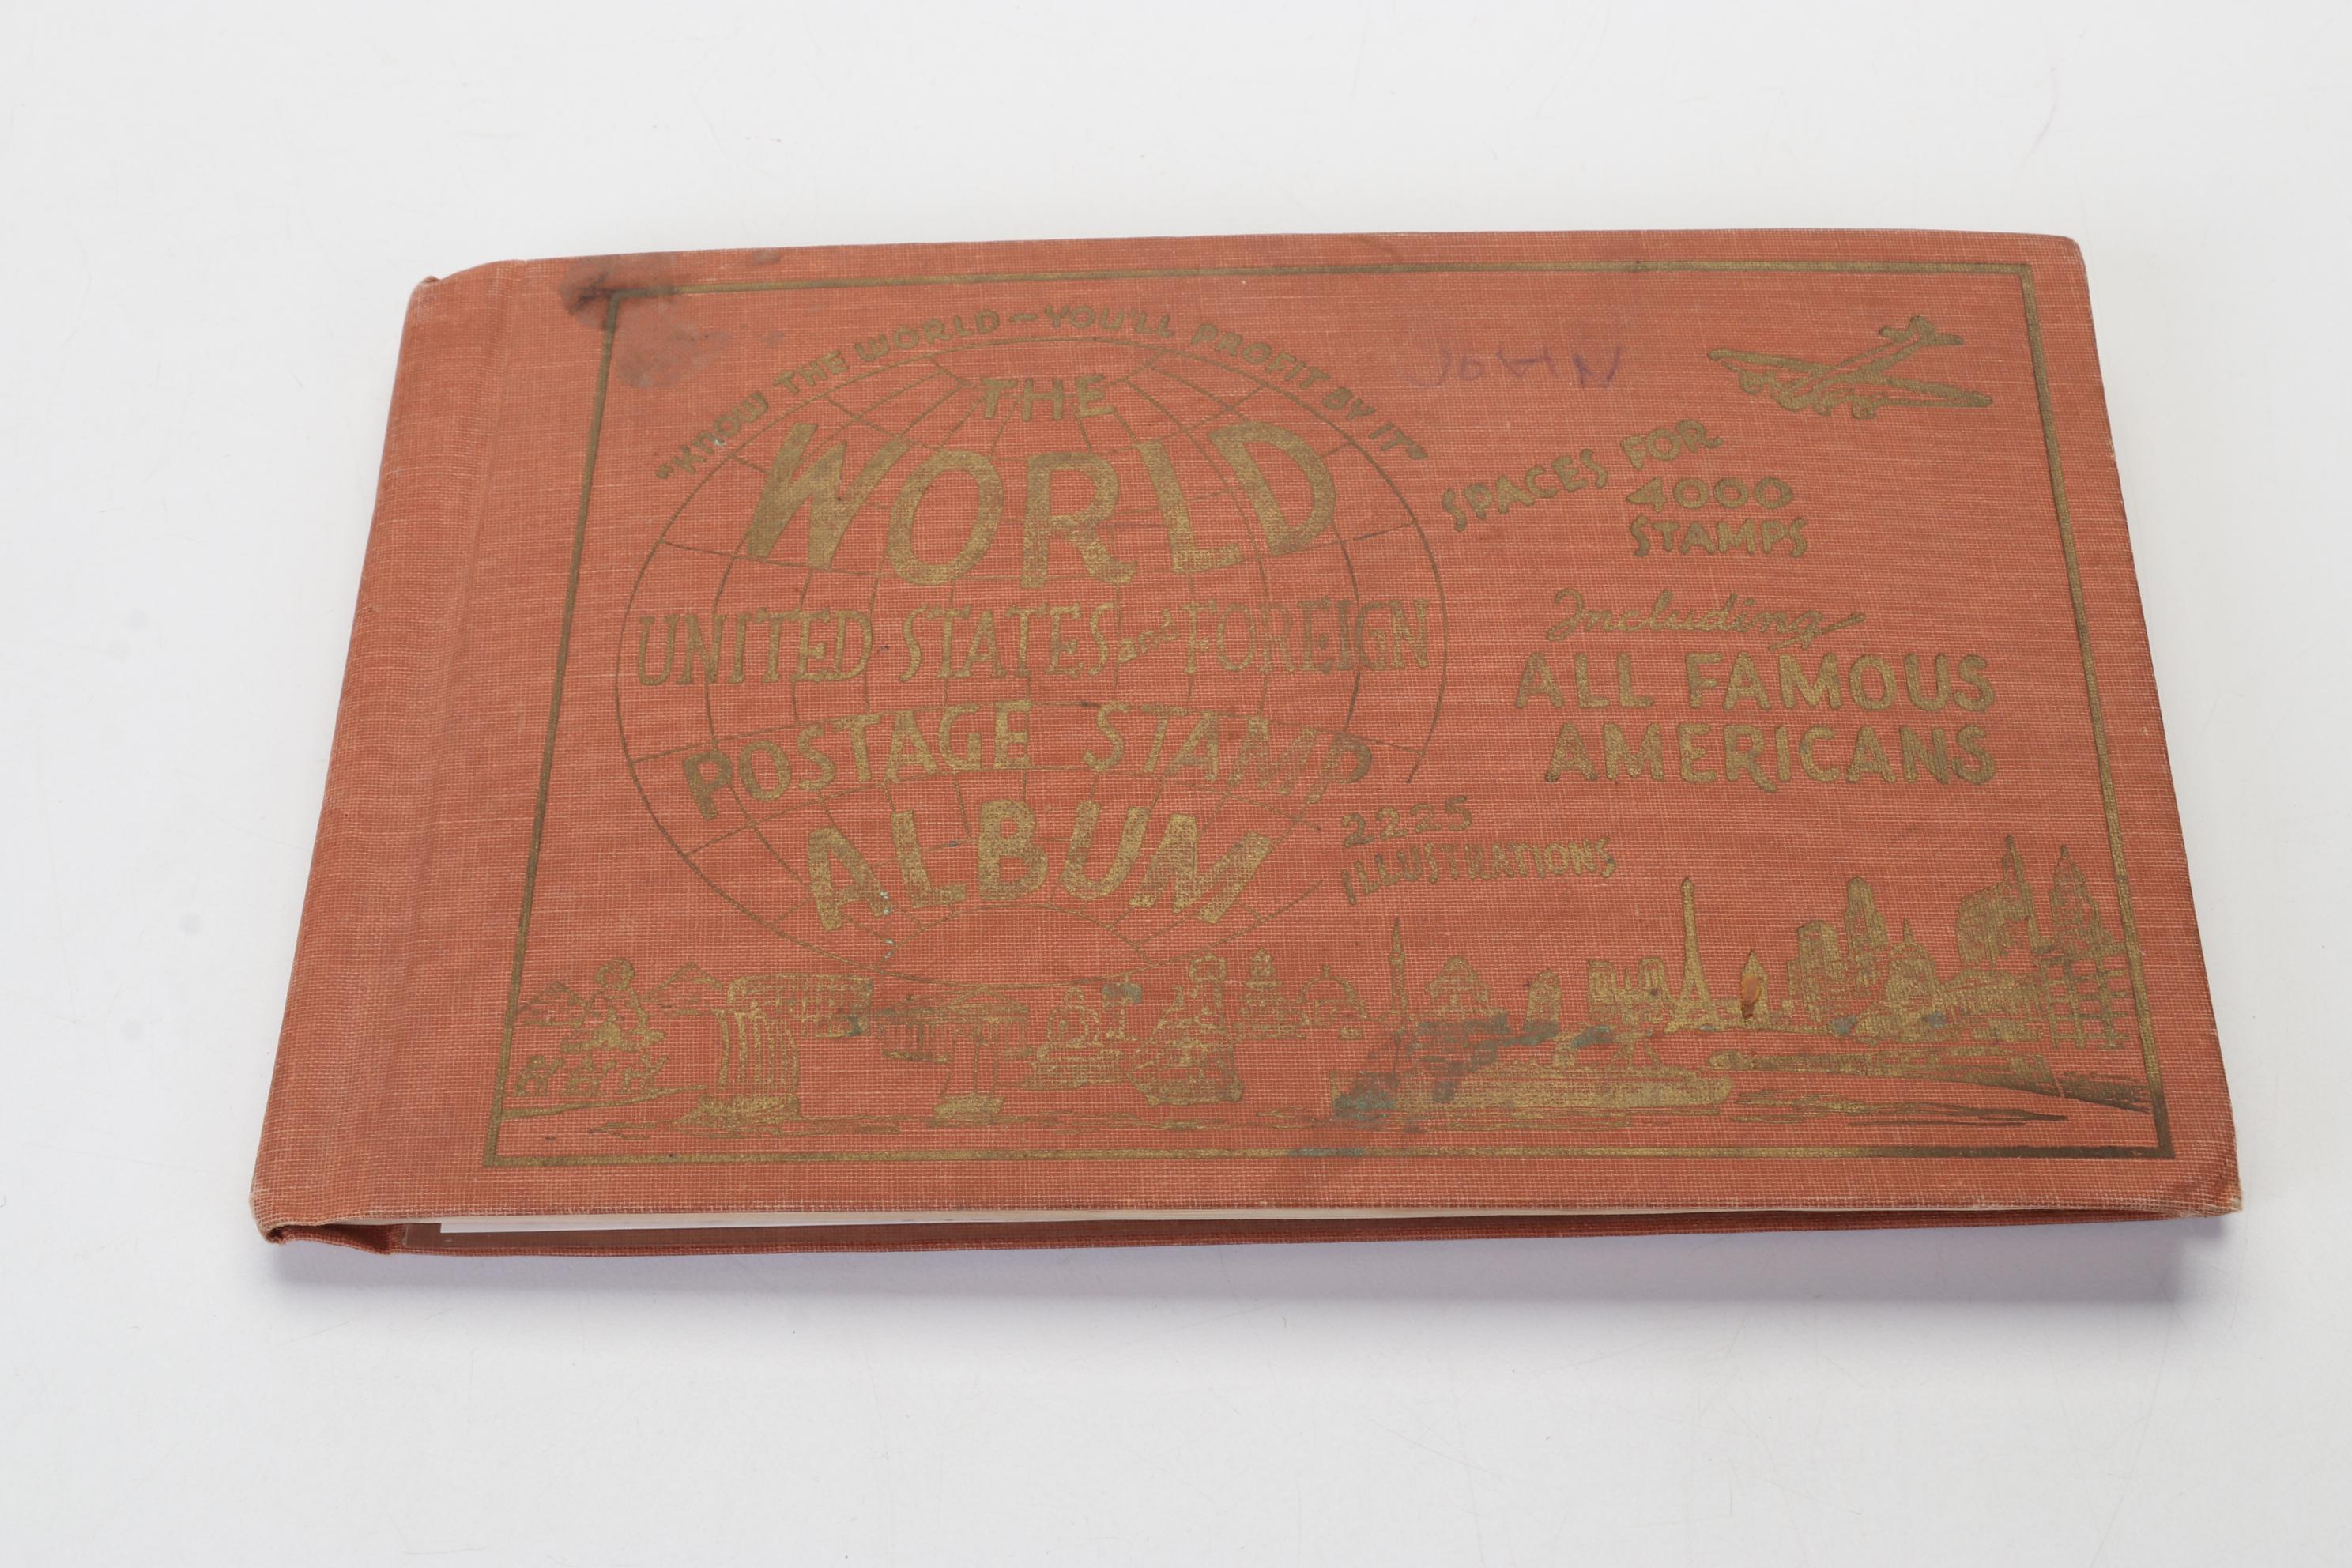 "KNOW THE WORLD—YOU'LL PROFIT BY IT"
THE
WORLD
UNITED STATES and FOREIGN
POSTAGE STAMP
ALBUM
JOHN
SPACES FOR
4000
STAMPS
Including
ALL FAMOUS
AMERICANS
2225
ILLUSTRATIONS